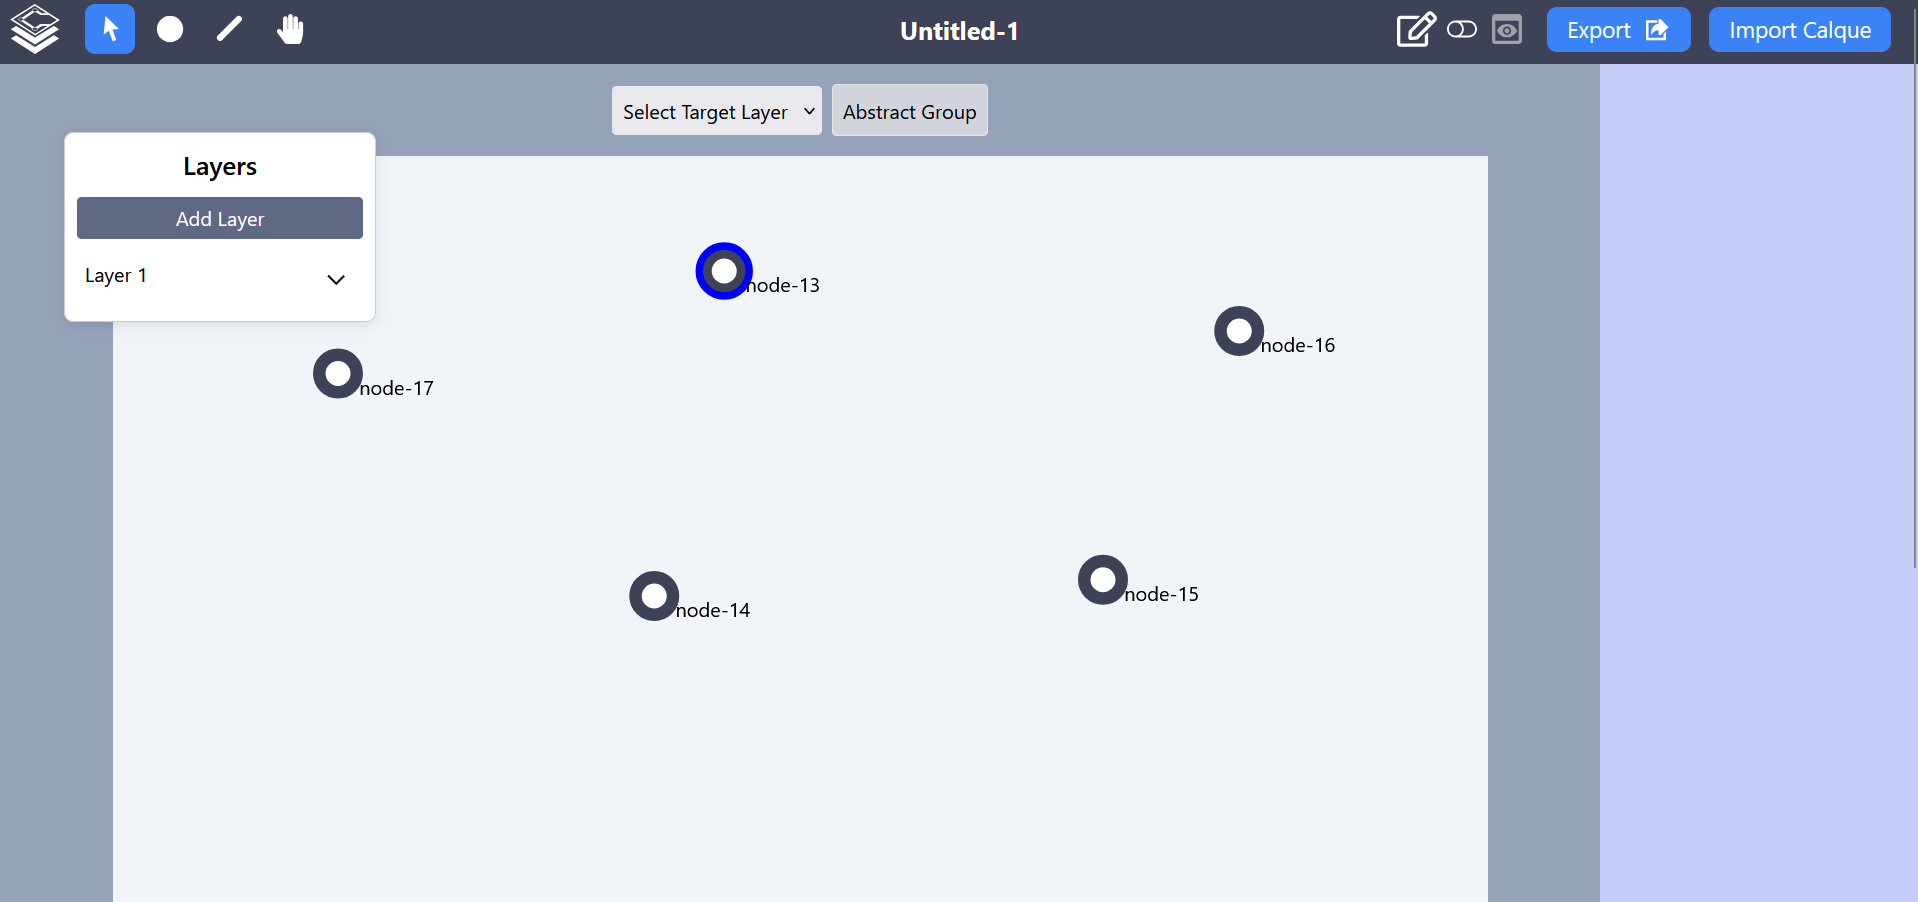 Untitled-1
Export
Import Calque
Select Target Layer
Abstract Group
Layers
Add Layer
Layer 1
node-13
node-16
node-17
node-15
node-14